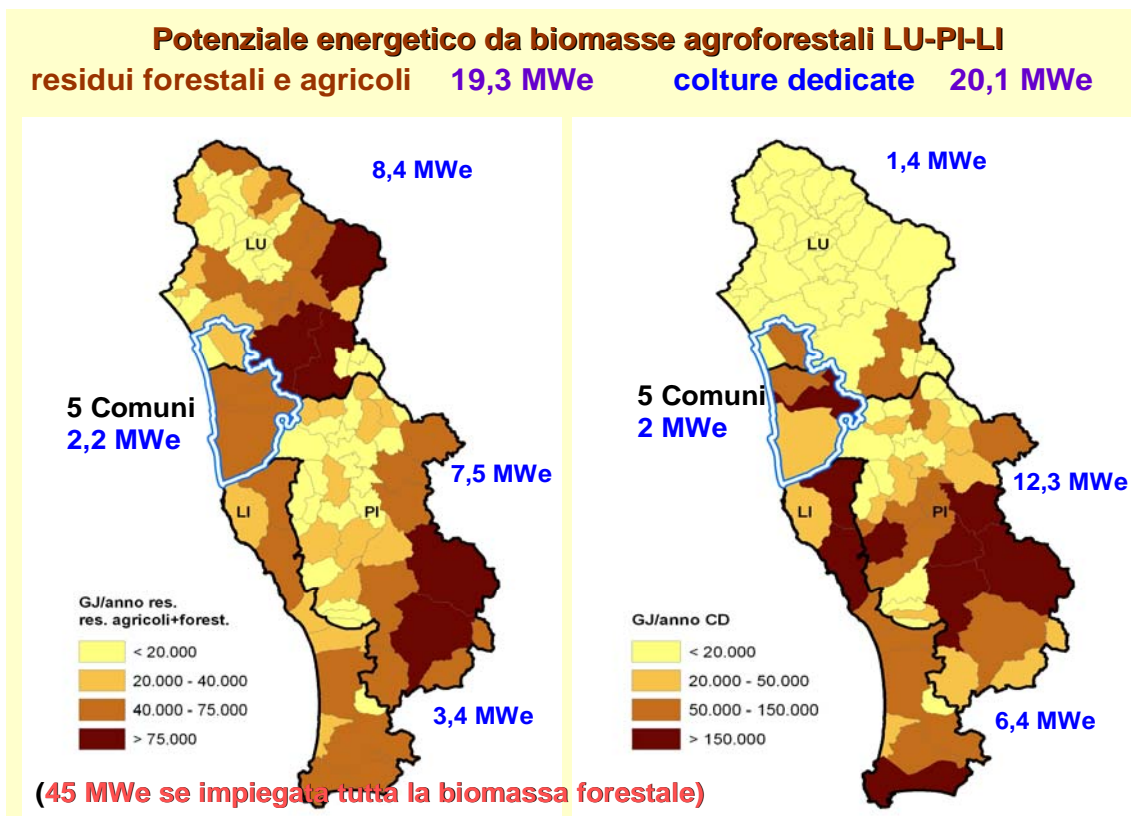 Potenziale energetico da biomasse agroforestali LU-PI-LI
residui forestali e agricoli 19,3 MWe colture dedicate 20,1 MWe
8,4 MWe
LU
5 Comuni
2,2 MWe
7,5 MWe
LI
PI
GJ/anno res.
res. agricoli+forest.
< 20.000
20.000 - 40.000
40.000 - 75.000
> 75.000
3,4 MWe
1,4 MWe
LU
5 Comuni
2 MWe
12,3 MWe
LI
PI
GJ/anno CD
< 20.000
20.000 - 50.000
50.000 - 150.000
> 150.000
6,4 MWe
(45 MWe se impiegata tutta la biomassa forestale)